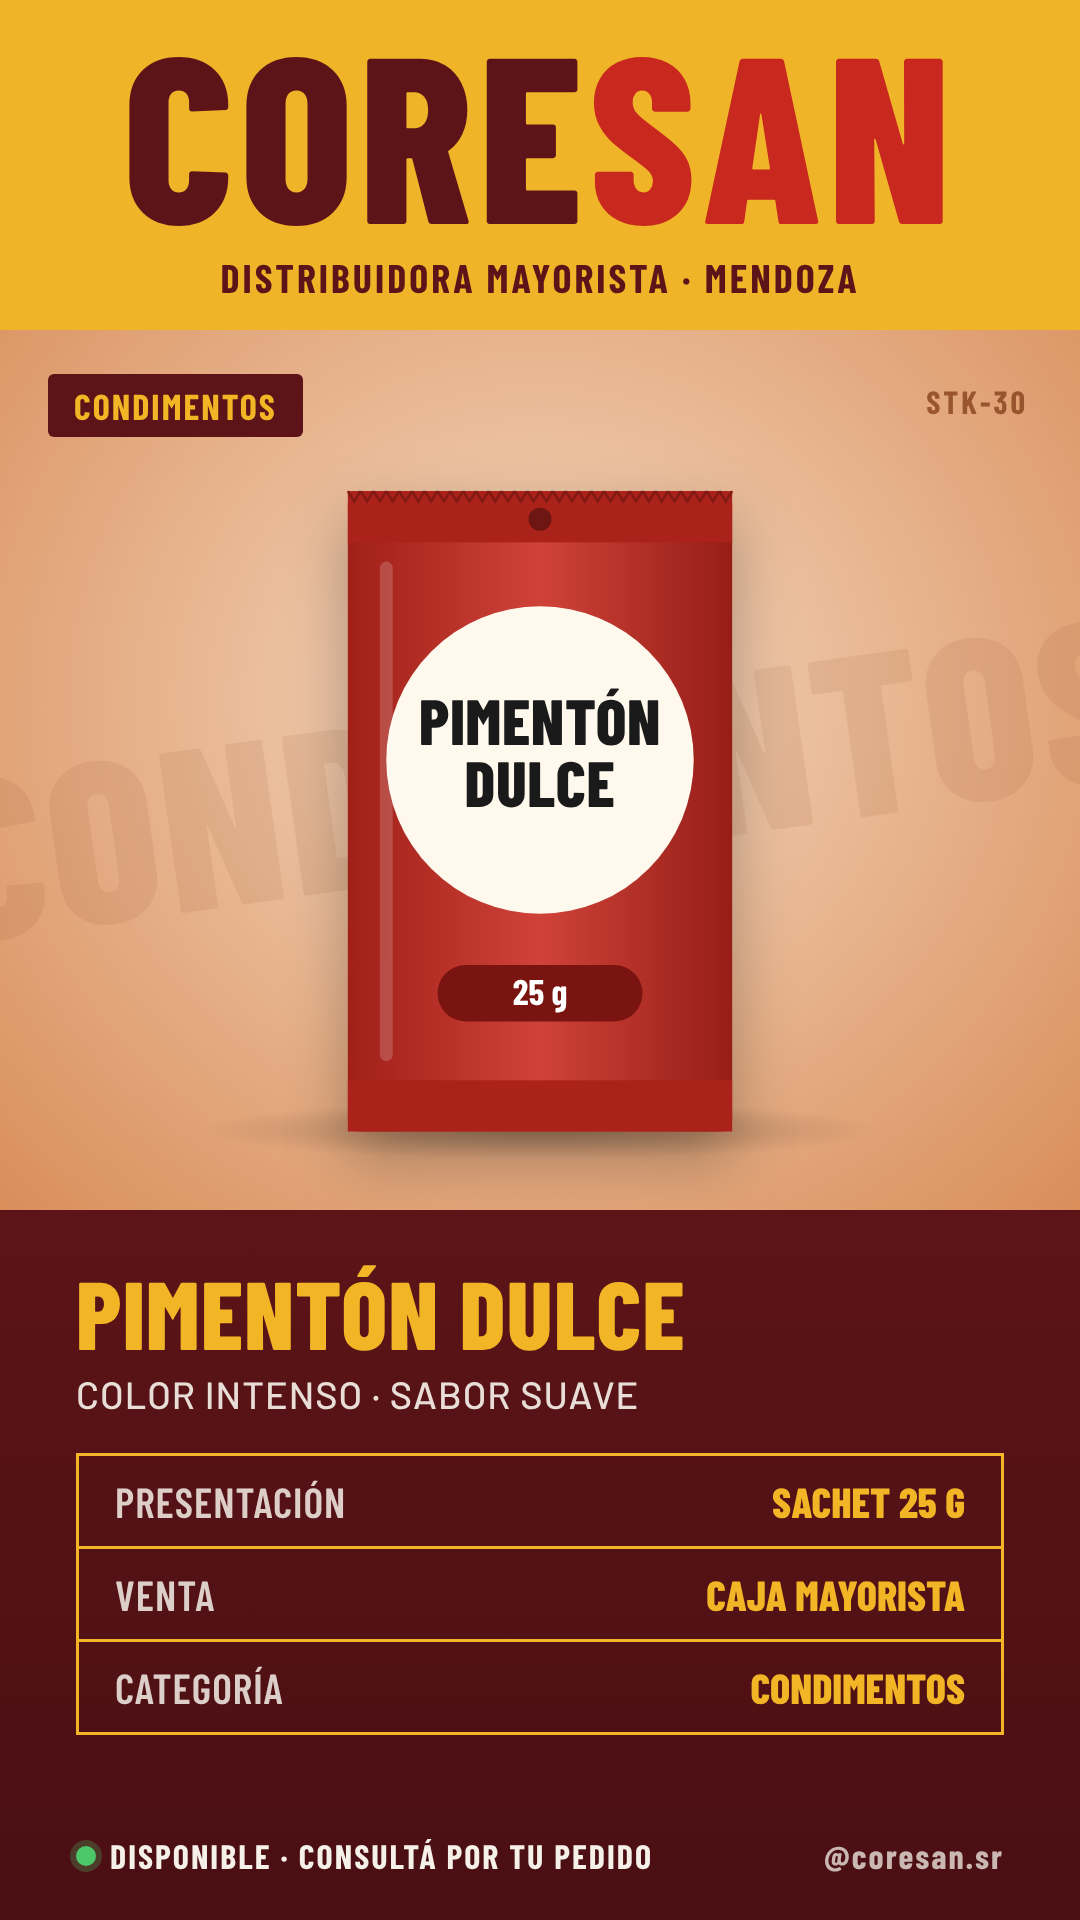 CORESAN
DISTRIBUIDORA MAYORISTA · MENDOZA
CONDIMENTOS
STK-30
PIMENTÓN
DULCE
25 g
PIMENTÓN DULCE
COLOR INTENSO · SABOR SUAVE
PRESENTACIÓN SACHET 25 G
VENTA CAJA MAYORISTA
CATEGORÍA CONDIMENTOS
DISPONIBLE · CONSULTÁ POR TU PEDIDO @coresan.sr